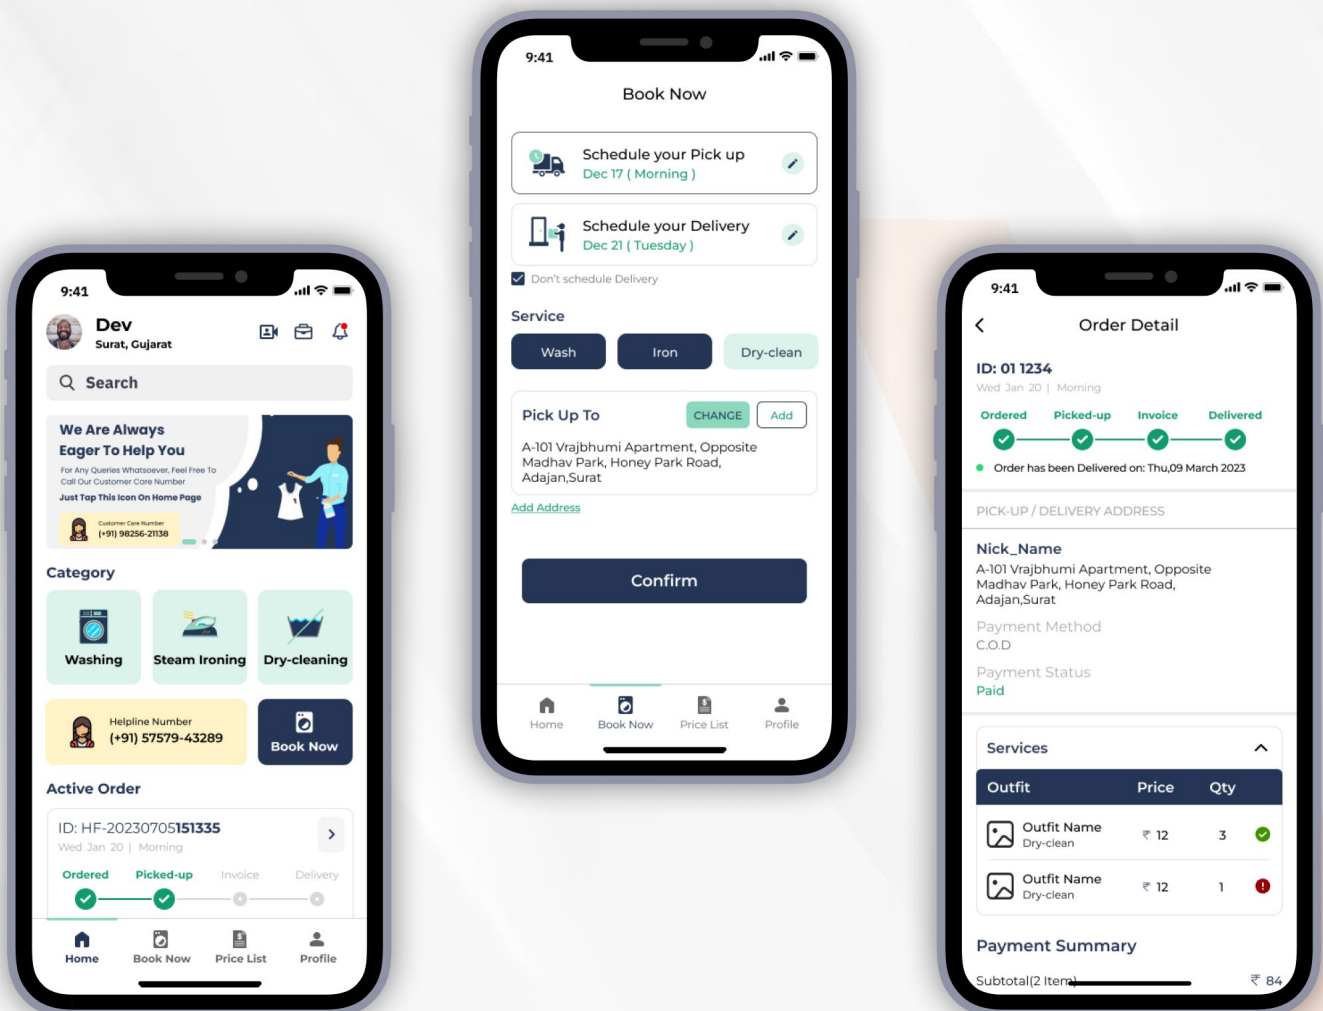 9:41
Dev
Surat, Gujarat
Search
We Are Always
Eager To Help You
For Any Queries Whatsoever, Feel Free To
Call Our Customer Care Number
Just Tap This Icon On Home Page
Customer Care Number
(+91) 98256-21138
Category
Washing
Steam Ironing
Dry-cleaning
Helpline Number
(+91) 57579-43289
Book Now
Active Order
ID: HF-20230705151335
Wed Jan 20 | Morning
Ordered Picked-up Invoice Delivery
Home Book Now Price List Profile
9:41
Book Now
Schedule your Pick up
Dec 17 ( Morning )
Schedule your Delivery
Dec 21 ( Tuesday )
Don't schedule Delivery
Service
Wash Iron Dry-clean
Pick Up To CHANGE Add
A-101 Vrajbhumi Apartment, Opposite
Madhav Park, Honey Park Road,
Adajan,Surat
Add Address
Confirm
Home Book Now Price List Profile
9:41
Order Detail
ID: 01 1234
Wed Jan 20 | Morning
Ordered Picked-up Invoice Delivered
Order has been Delivered on: Thu,09 March 2023
PICK-UP / DELIVERY ADDRESS
Nick_Name
A-101 Vrajbhumi Apartment, Opposite
Madhav Park, Honey Park Road,
Adajan,Surat
Payment Method
C.O.D
Payment Status
Paid
Services
Outfit Price Qty
Outfit Name
Dry-clean
₹ 12 3
Outfit Name
Dry-clean
₹ 12 1
Payment Summary
Subtotal(2 Item) ₹ 84